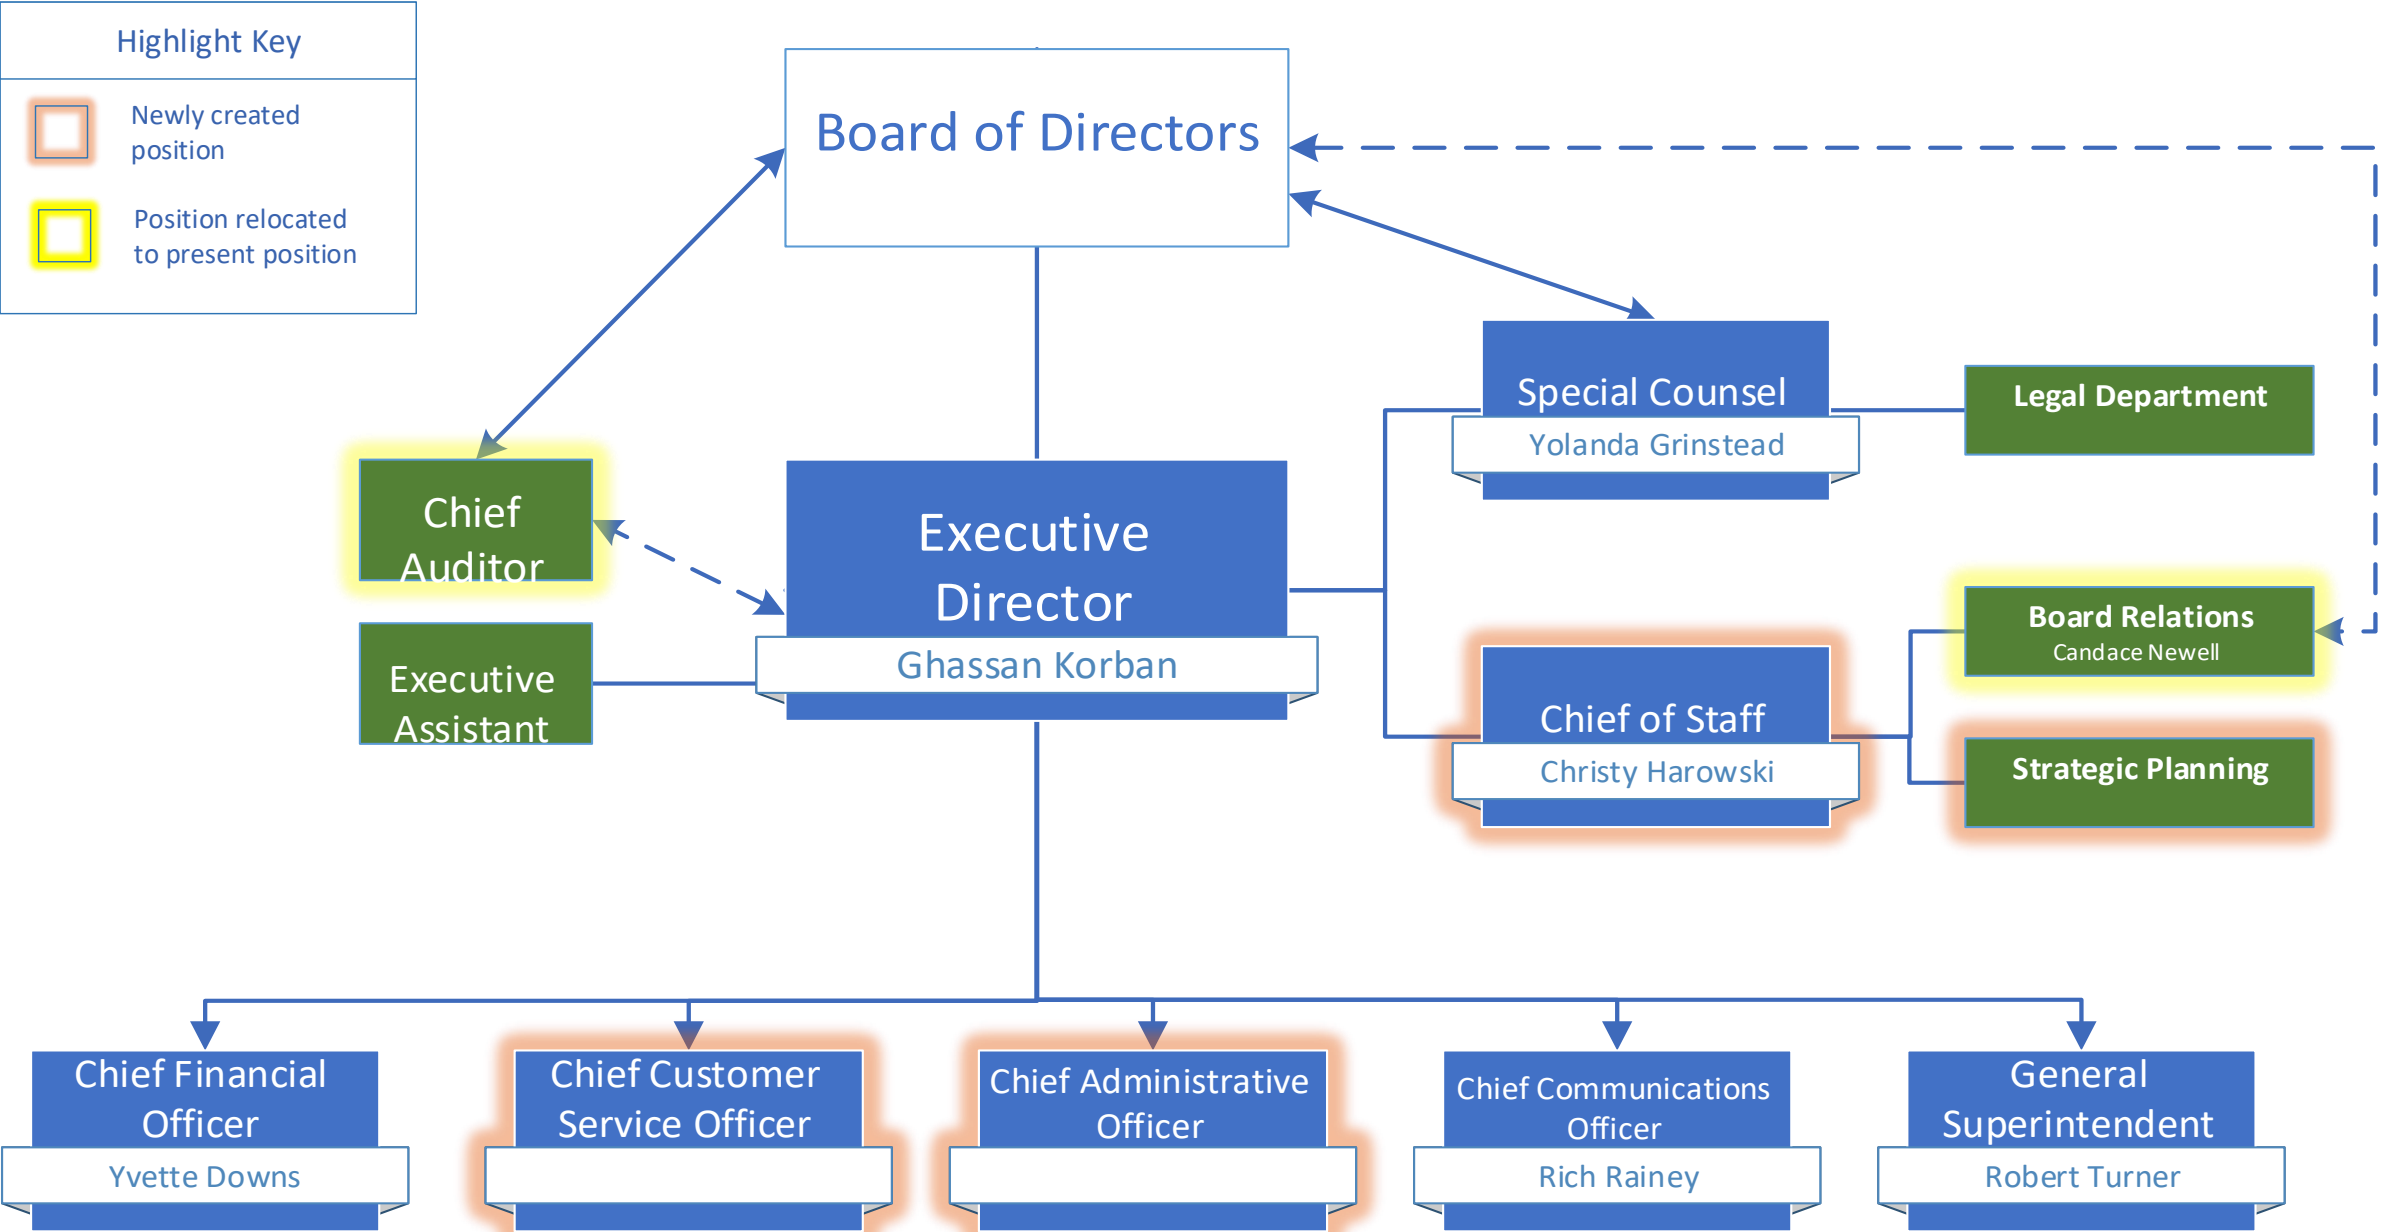 Highlight Key
Newly created
position
Position relocated
to present position
Board of Directors
Special Counsel
Yolanda Grinstead
Legal Department
Chief
Auditor
Executive
Director
Ghassan Korban
Executive
Assistant
Board Relations
Candace Newell
Chief of Staff
Christy Harowski
Strategic Planning
Chief Financial
Officer
Yvette Downs
Chief Customer
Service Officer
Chief Administrative
Officer
Chief Communications
Officer
Rich Rainey
General
Superintendent
Robert Turner